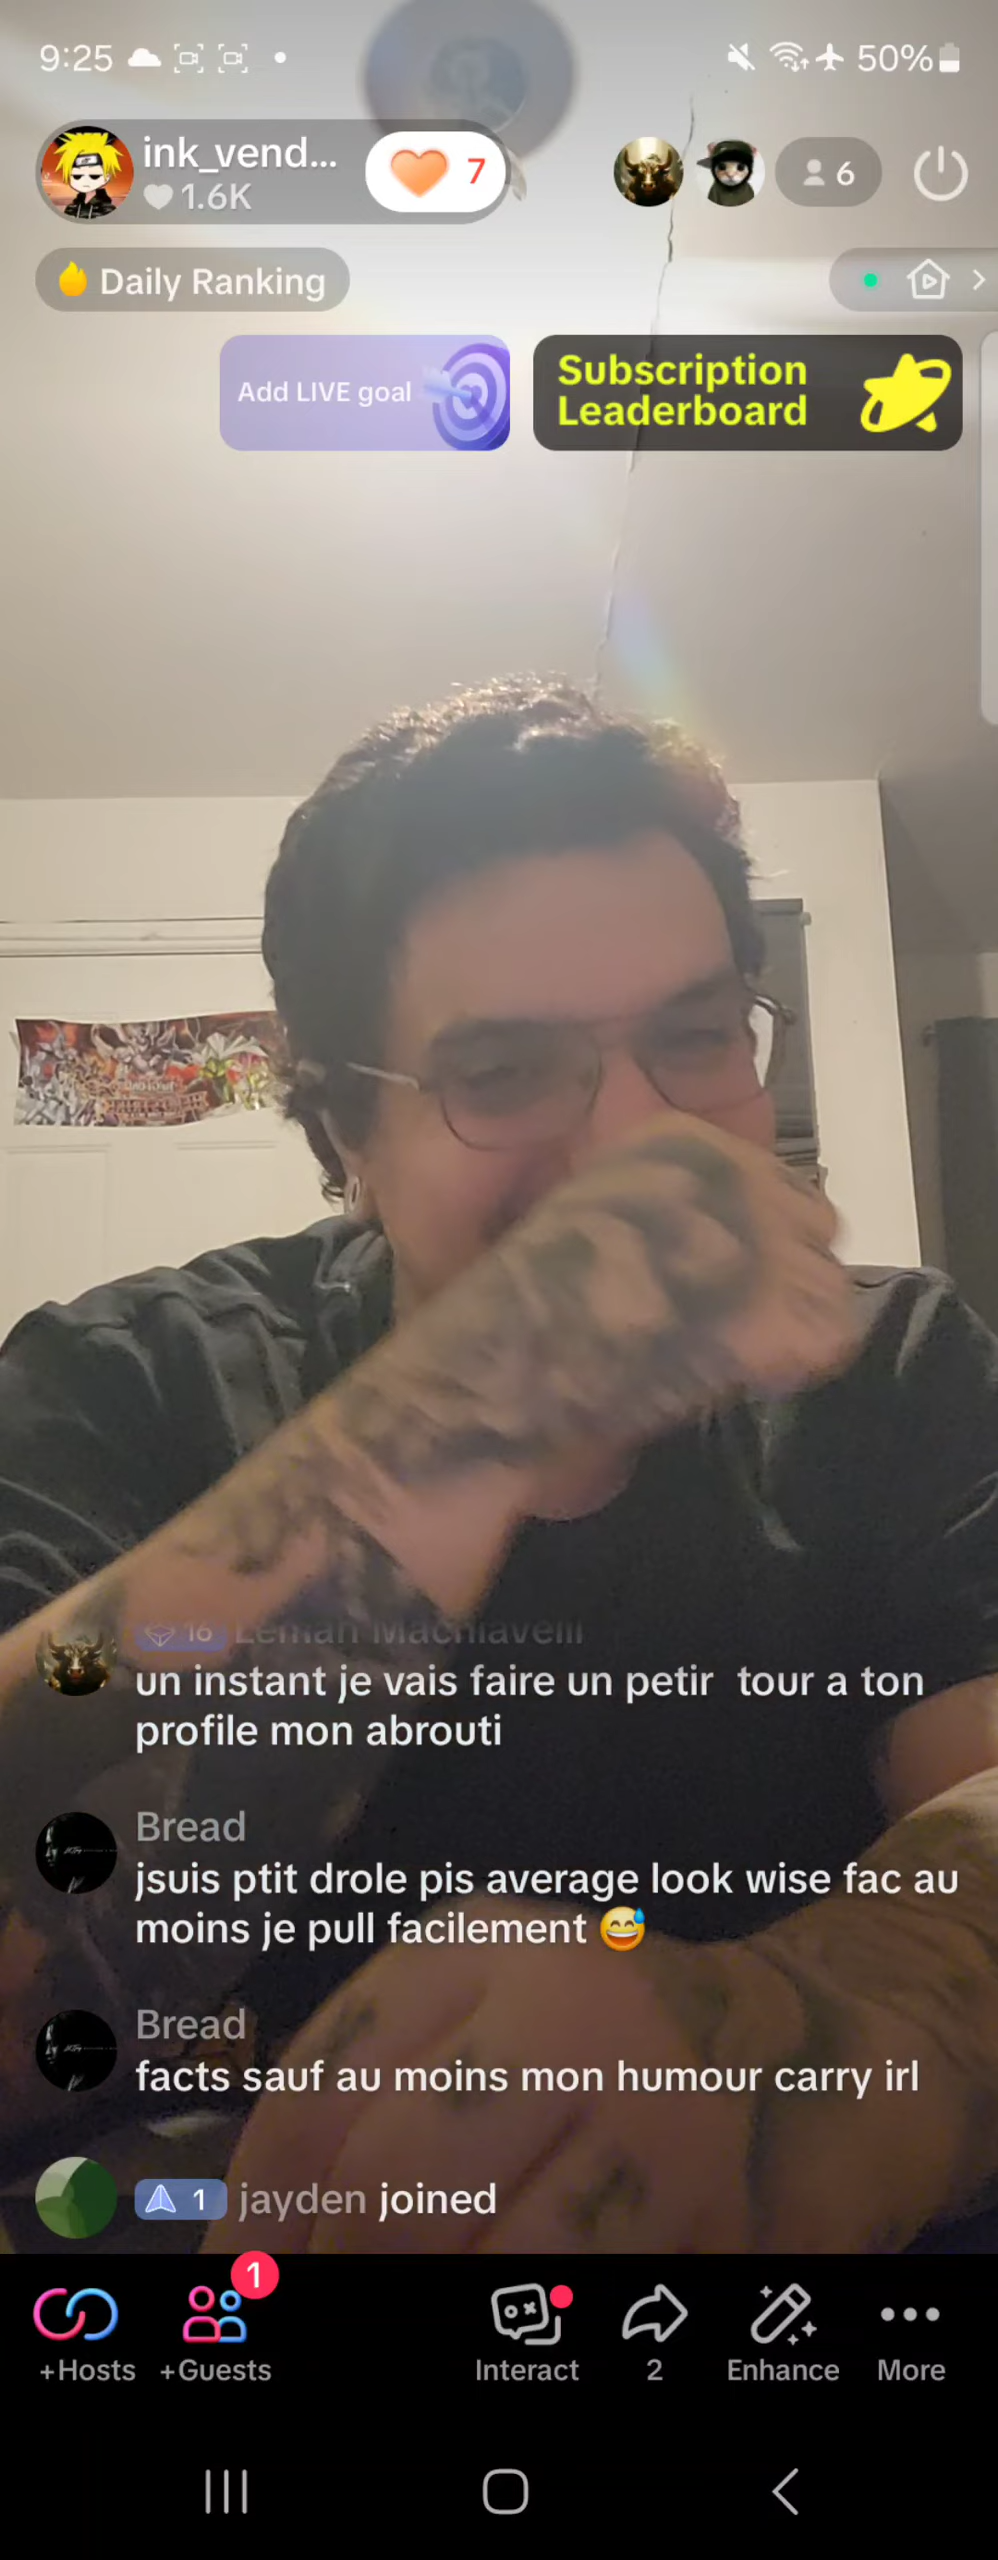 9:25
50%
ink_vend...
1.6K
7
6
Daily Ranking
Add LIVE goal
Subscription
Leaderboard
16 Leman Machiavelli
un instant je vais faire un petir tour a ton
profile mon abrouti
Bread
jsuis ptit drole pis average look wise fac au
moins je pull facilement 😅
Bread
facts sauf au moins mon humour carry irl
1 jayden joined
1
+Hosts
+Guests
Interact
2
Enhance
More